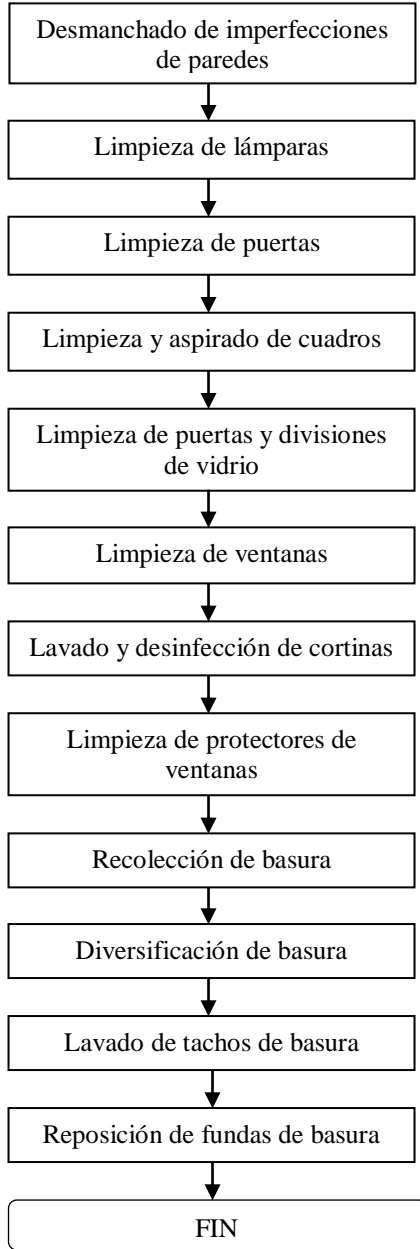 Desmanchado de imperfecciones
de paredes
Limpieza de lámparas
Limpieza de puertas
Limpieza y aspirado de cuadros
Limpieza de puertas y divisiones
de vidrio
Limpieza de ventanas
Lavado y desinfección de cortinas
Limpieza de protectores de
ventanas
Recolección de basura
Diversificación de basura
Lavado de tachos de basura
Reposición de fundas de basura
FIN